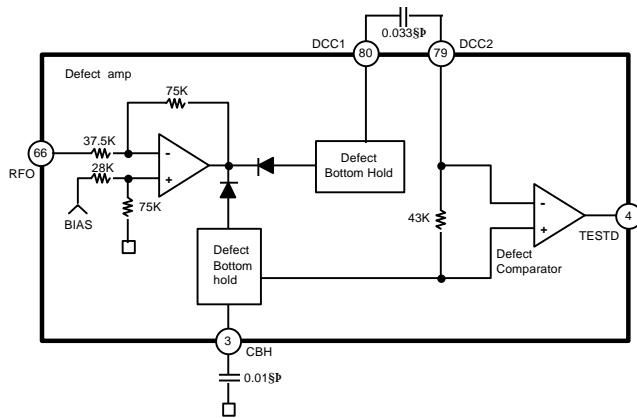 0.033§Þ
DCC1
80
79
DCC2
Defect amp
75K
66
37.5K
-
RFO
28K
+
Defect
Bottom Hold
BIAS
75K
43K
-
+
4
TESTD
Defect
Bottom
hold
Defect
Comparator
3
CBH
0.01§Þ